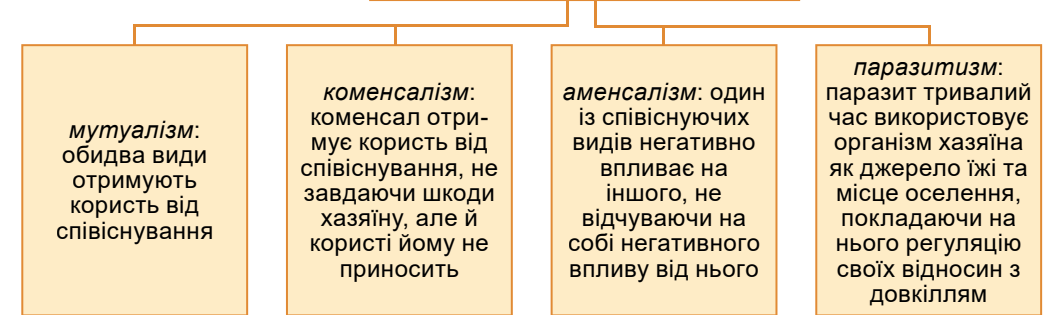 мутуалізм:
обидва види
отримують
користь від
співіснування
коменсалізм:
коменсал отри-
мує користь від
співіснування, не
завдаючи шкоди
хазяїну, але й
користі йому не
приносить
аменсалізм: один
із співіснуючих
видів негативно
впливає на
іншого, не
відчуваючи на
собі негативного
впливу від нього
паразитизм:
паразит тривалий
час використовує
організм хазяїна
як джерело їжі та
місце оселення,
покладаючи на
нього регуляцію
своїх відносин з
довкіллям